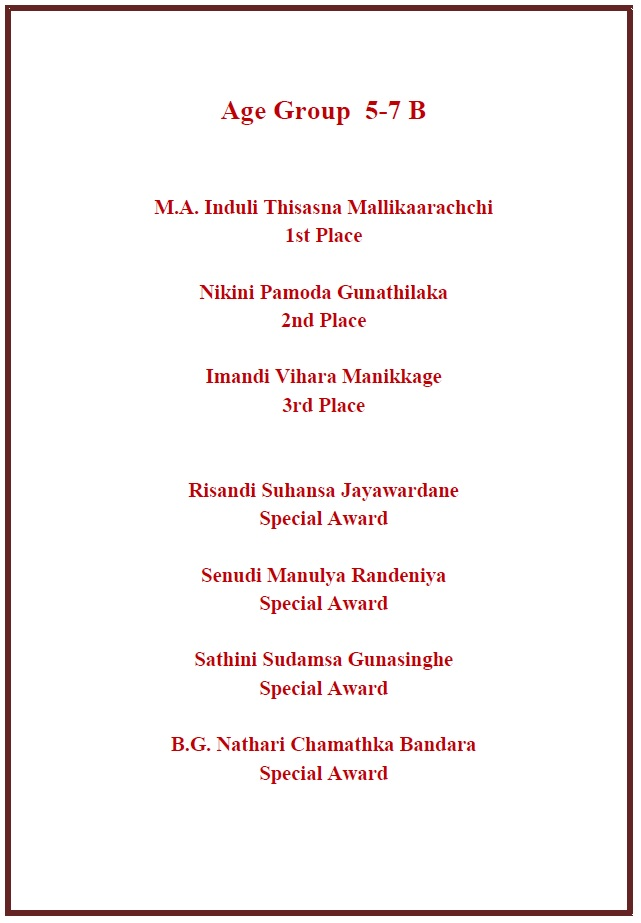 Age Group  5-7 B
M.A. Induli Thisasna Mallikaarachchi
1st Place
Nikini Pamoda Gunathilaka
2nd Place
Imandi Vihara Manikkage
3rd Place
Risandi Suhansa Jayawardane
Special Award
Senudi Manulya Randeniya
Special Award
Sathini Sudamsa Gunasinghe
Special Award
B.G. Nathari Chamathka Bandara
Special Award